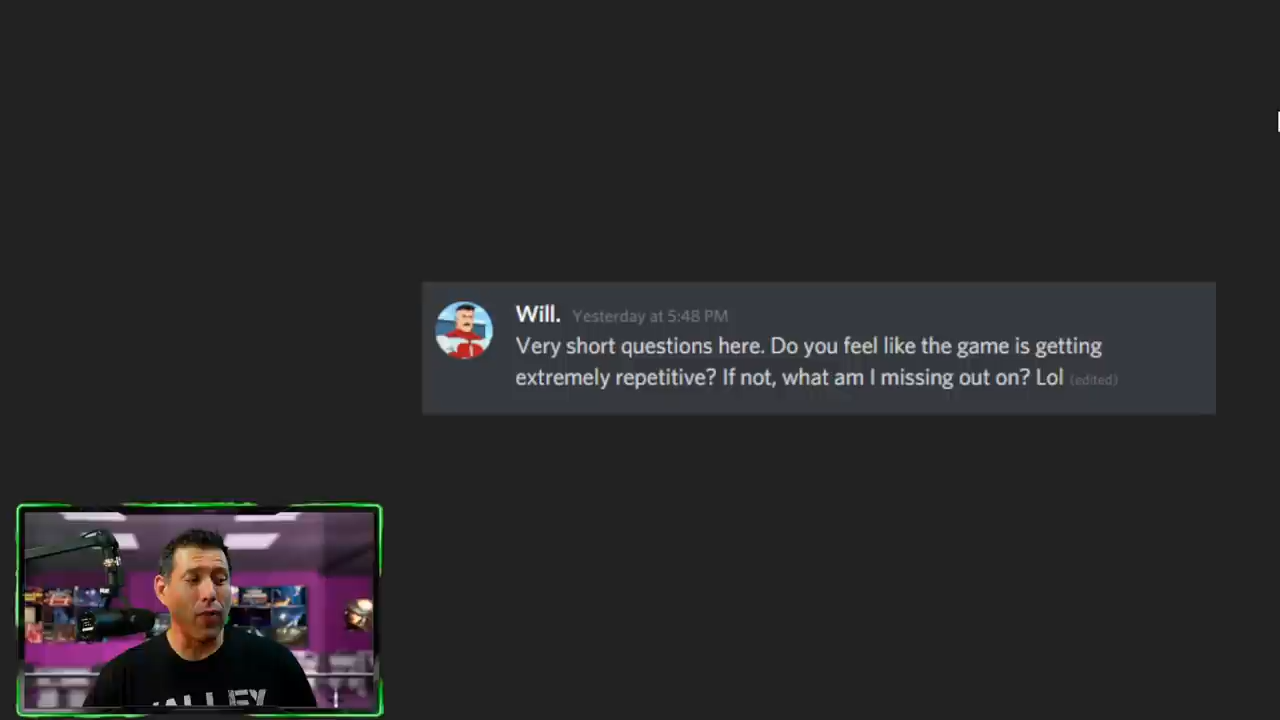 Will. Yesterday at 5:48 PM
Very short questions here. Do you feel like the game is getting
extremely repetitive? If not, what am I missing out on? Lol (edited)